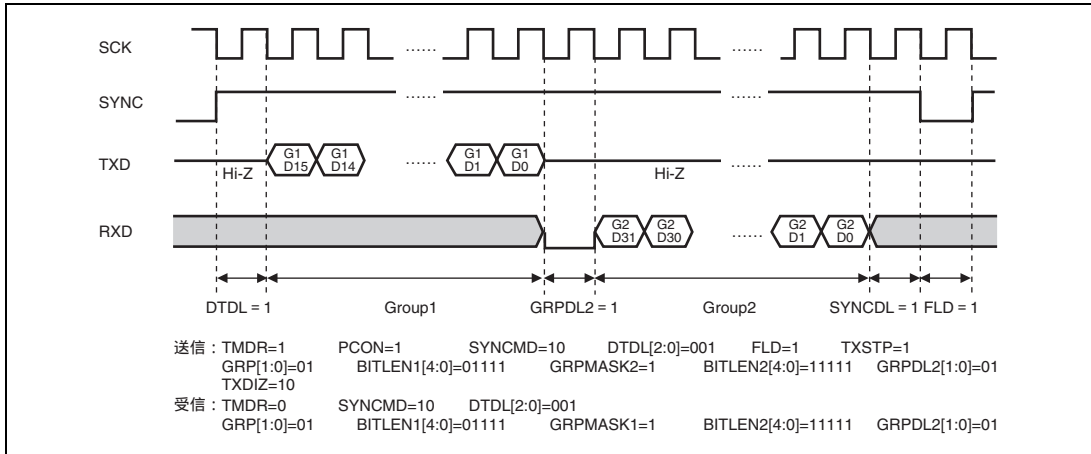 SCK
......
......
SYNC
......
......
TXD
Hi-Z
G1 D15
G1 D14
......
G1 D1
G1 D0
Hi-Z
......
RXD
G2 D31
G2 D30
......
G2 D1
G2 D0
DTDL = 1
Group1
GRPDL2 = 1
Group2
SYNCDL = 1
FLD = 1
送信 : TMDR=1 PCON=1 SYNCMD=10 DTDL[2:0]=001 FLD=1 TXSTP=1
GRP[1:0]=01 BITLEN1[4:0]=01111 GRPMASK2=1 BITLEN2[4:0]=11111 GRPDL2[1:0]=01
TXDIZ=10
受信 : TMDR=0 SYNCMD=10 DTDL[2:0]=001
GRP[1:0]=01 BITLEN1[4:0]=01111 GRPMASK1=1 BITLEN2[4:0]=11111 GRPDL2[1:0]=01